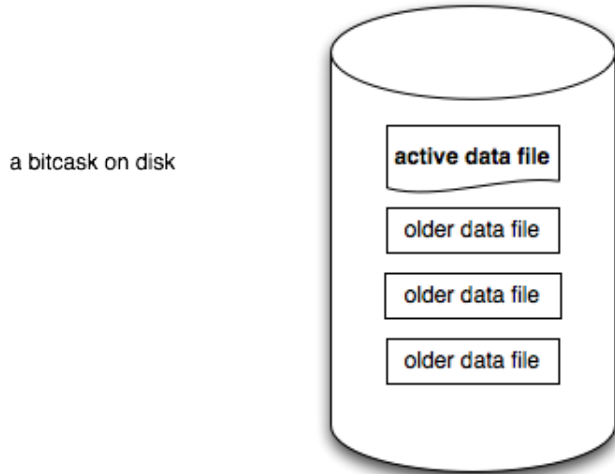 a bitcask on disk
active data file
older data file
older data file
older data file